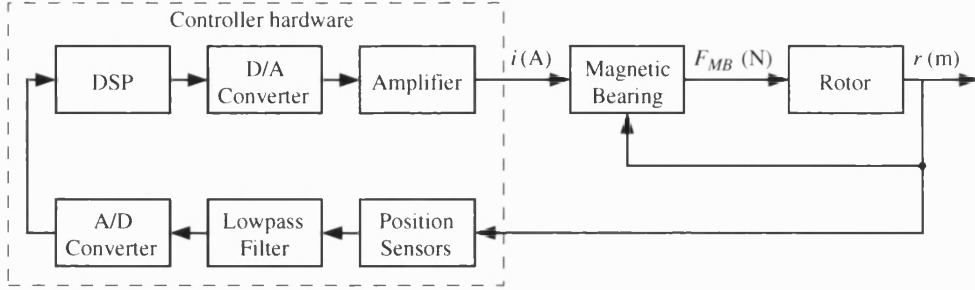 Controller hardware
DSP
D/A
Converter
Amplifier
i (A)
Magnetic
Bearing
F_MB (N)
Rotor
r (m)
A/D
Converter
Lowpass
Filter
Position
Sensors